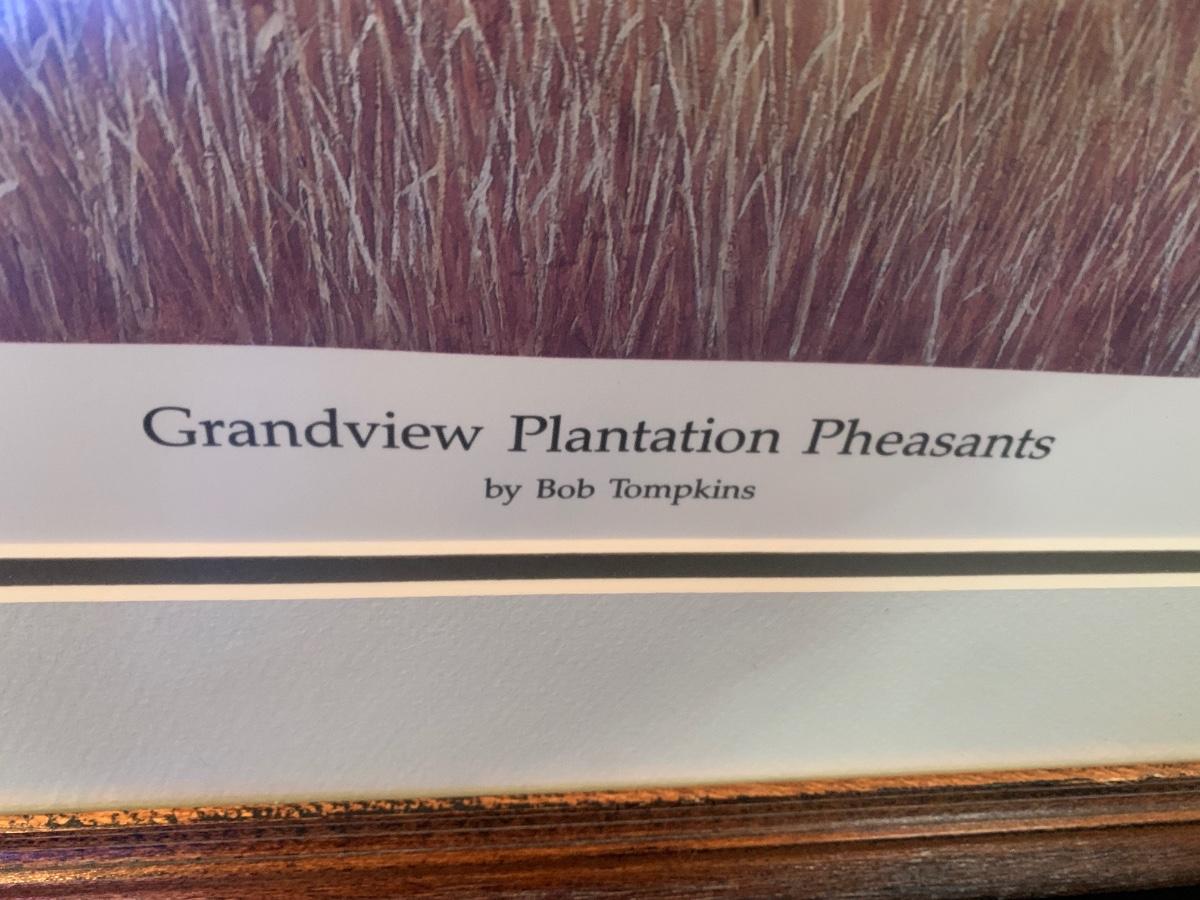 Grandview Plantation Pheasants
by Bob Tompkins